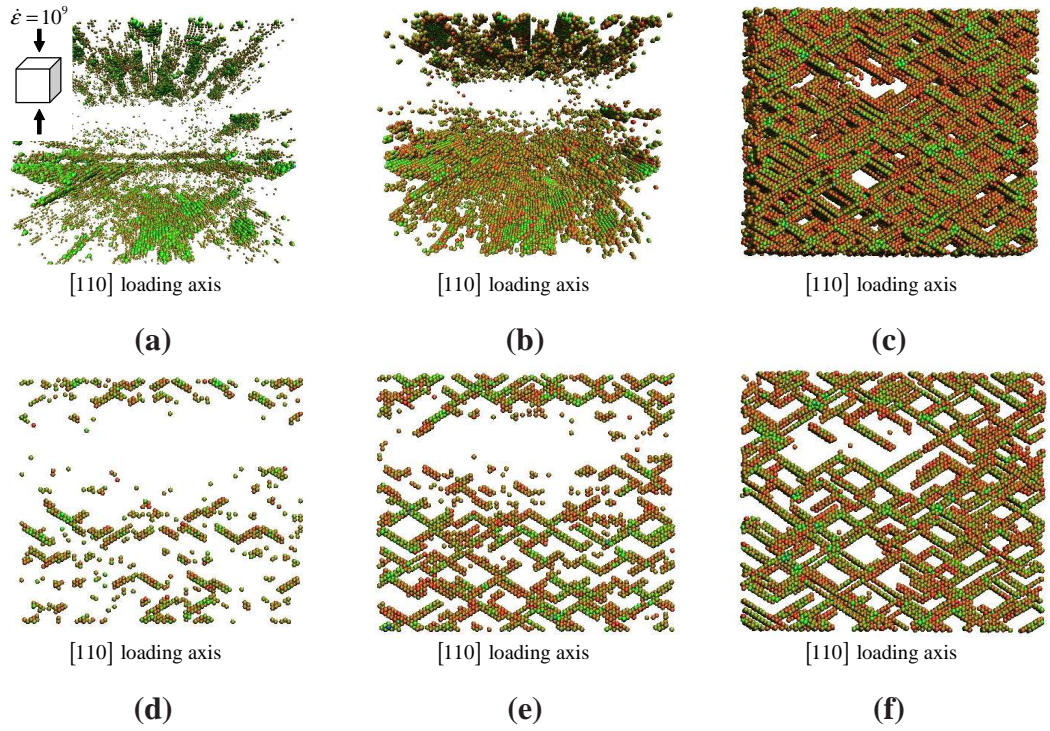 ε̇ = 10⁹
[110] loading axis
[110] loading axis
[110] loading axis
(a)
(b)
(c)
[110] loading axis
[110] loading axis
[110] loading axis
(d)
(e)
(f)